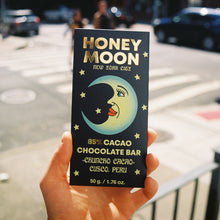 HONEY
MOON
NEW YORK CITY
85% CACAO
CHOCOLATE BAR
-CHUNCHO CACAO-
CUSCO, PERU
50 g. / 1.76 oz.